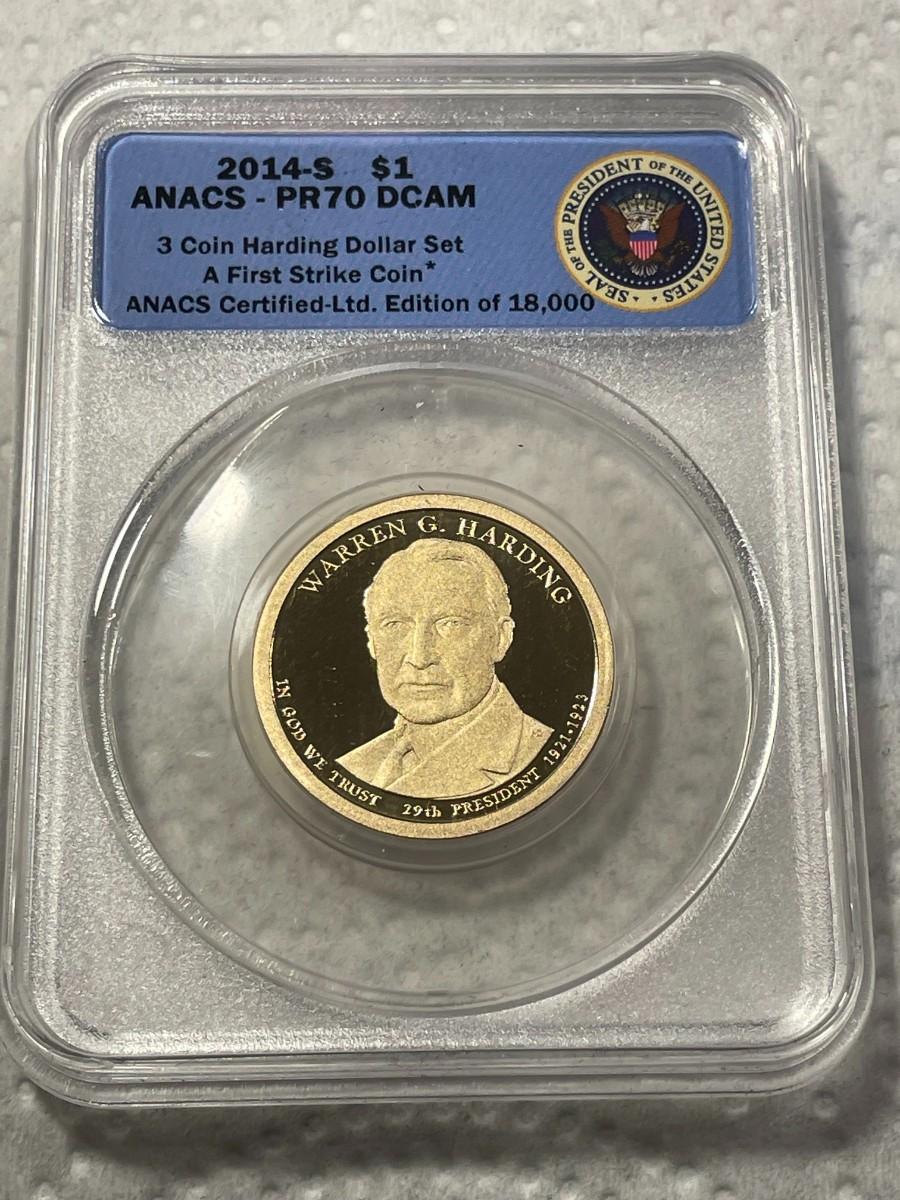 2014-S $1
ANACS - PR70 DCAM
3 Coin Harding Dollar Set
A First Strike Coin*
ANACS Certified-Ltd. Edition of 18,000
SEAL OF THE PRESIDENT OF THE UNITED STATES
WARREN G. HARDING
IN GOD WE TRUST
29th PRESIDENT 1921-1923